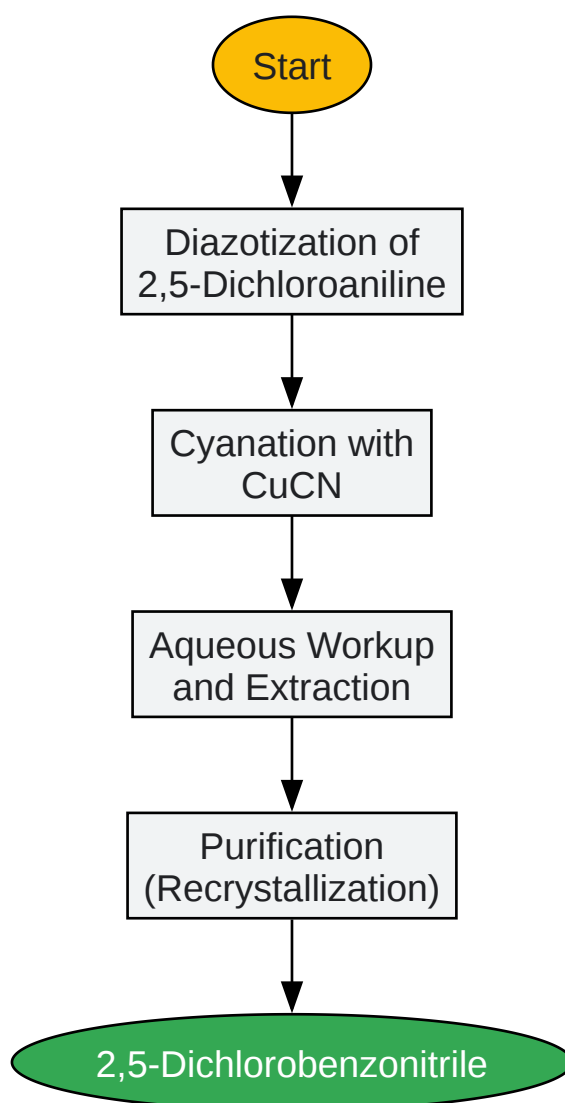 Start
Diazotization of
2,5-Dichloroaniline
Cyanation with
CuCN
Aqueous Workup
and Extraction
Purification
(Recrystallization)
2,5-Dichlorobenzonitrile